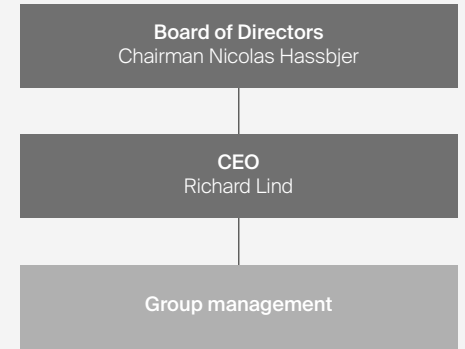 Board of Directors
Chairman Nicolas Hassbjer
CEO
Richard Lind
Group management